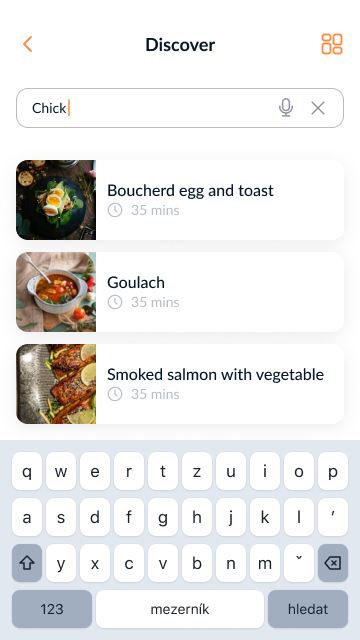 Discover
Chick
Boucherd egg and toast
35 mins
Goulach
35 mins
Smoked salmon with vegetable
35 mins
q w e r t z u i o p
a s d f g h j k l ʼ
y x c v b n m ˇ
123 mezerník hledat